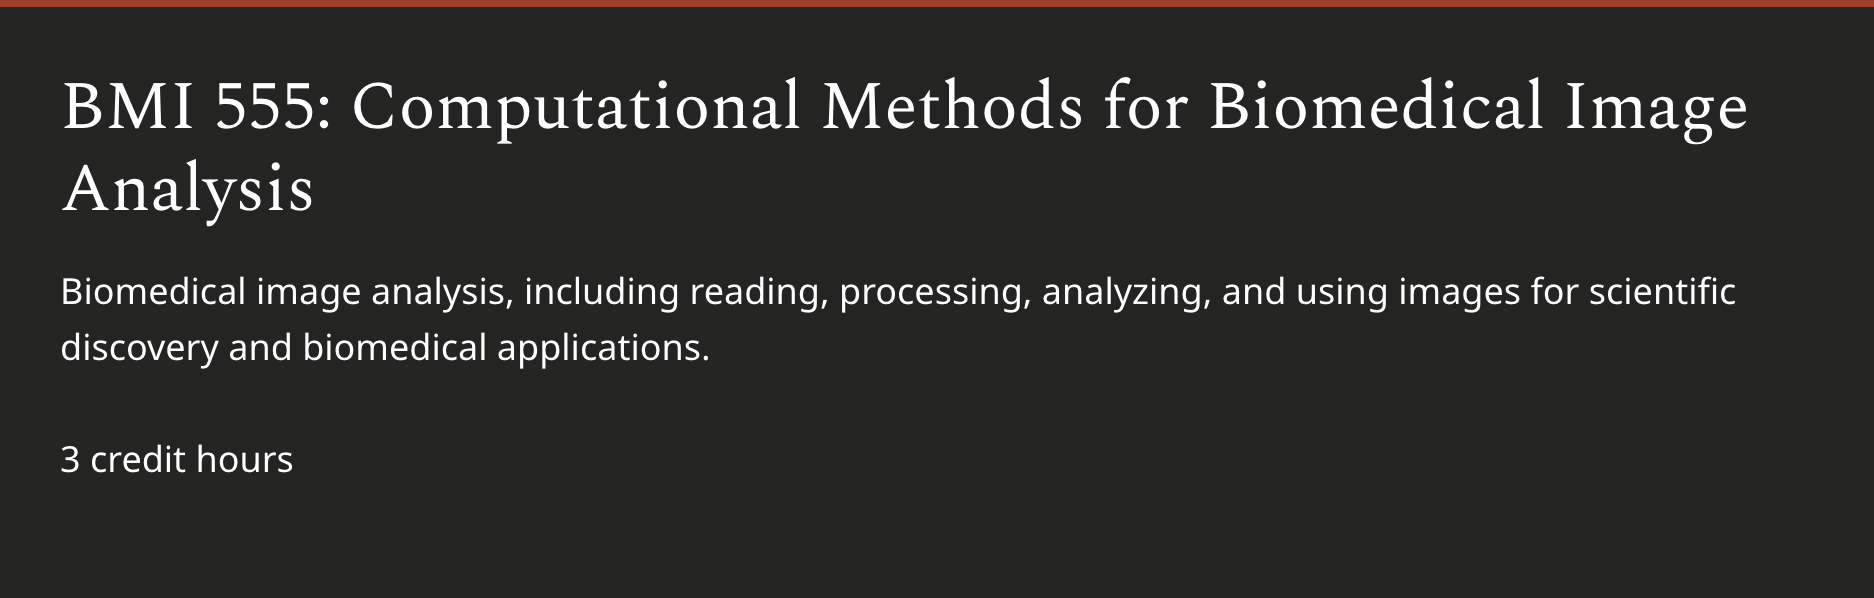 BMI 555: Computational Methods for Biomedical Image
Analysis
Biomedical image analysis, including reading, processing, analyzing, and using images for scientific
discovery and biomedical applications.
3 credit hours